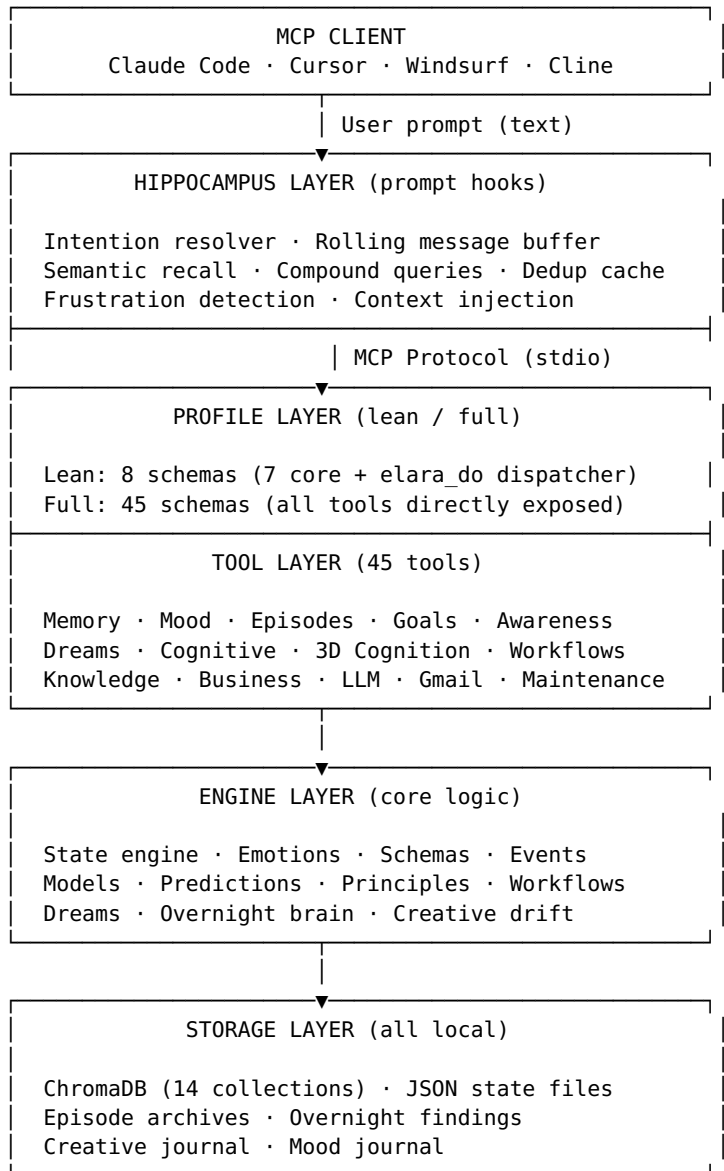 MCP CLIENT
Claude Code · Cursor · Windsurf · Cline
User prompt (text)
HIPPOCAMPUS LAYER (prompt hooks)
Intention resolver · Rolling message buffer
Semantic recall · Compound queries · Dedup cache
Frustration detection · Context injection
MCP Protocol (stdio)
PROFILE LAYER (lean / full)
Lean: 8 schemas (7 core + elara_do dispatcher)
Full: 45 schemas (all tools directly exposed)
TOOL LAYER (45 tools)
Memory · Mood · Episodes · Goals · Awareness
Dreams · Cognitive · 3D Cognition · Workflows
Knowledge · Business · LLM · Gmail · Maintenance
ENGINE LAYER (core logic)
State engine · Emotions · Schemas · Events
Models · Predictions · Principles · Workflows
Dreams · Overnight brain · Creative drift
STORAGE LAYER (all local)
ChromaDB (14 collections) · JSON state files
Episode archives · Overnight findings
Creative journal · Mood journal